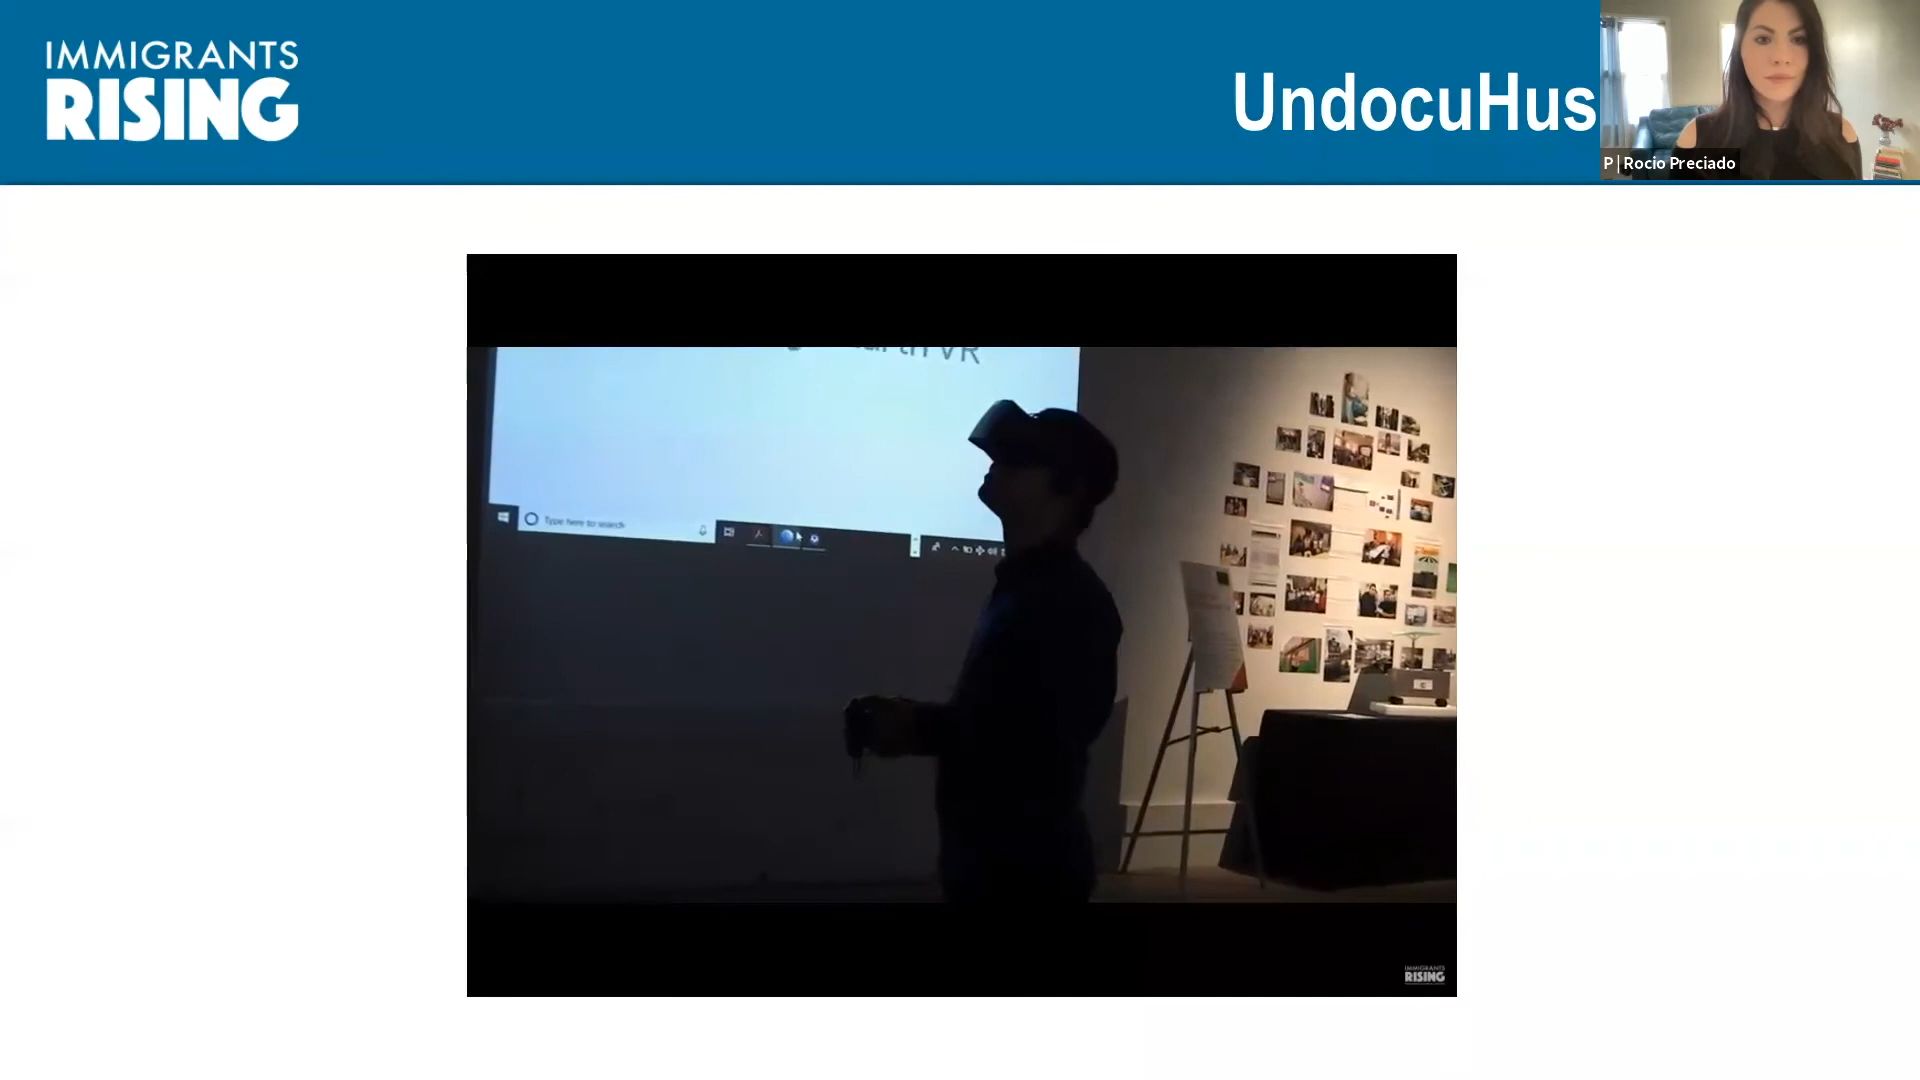 IMMIGRANTS
RISING
UndocuHus
P | Rocio Preciado
VR
Type here to search
IMMIGRANTS
RISING